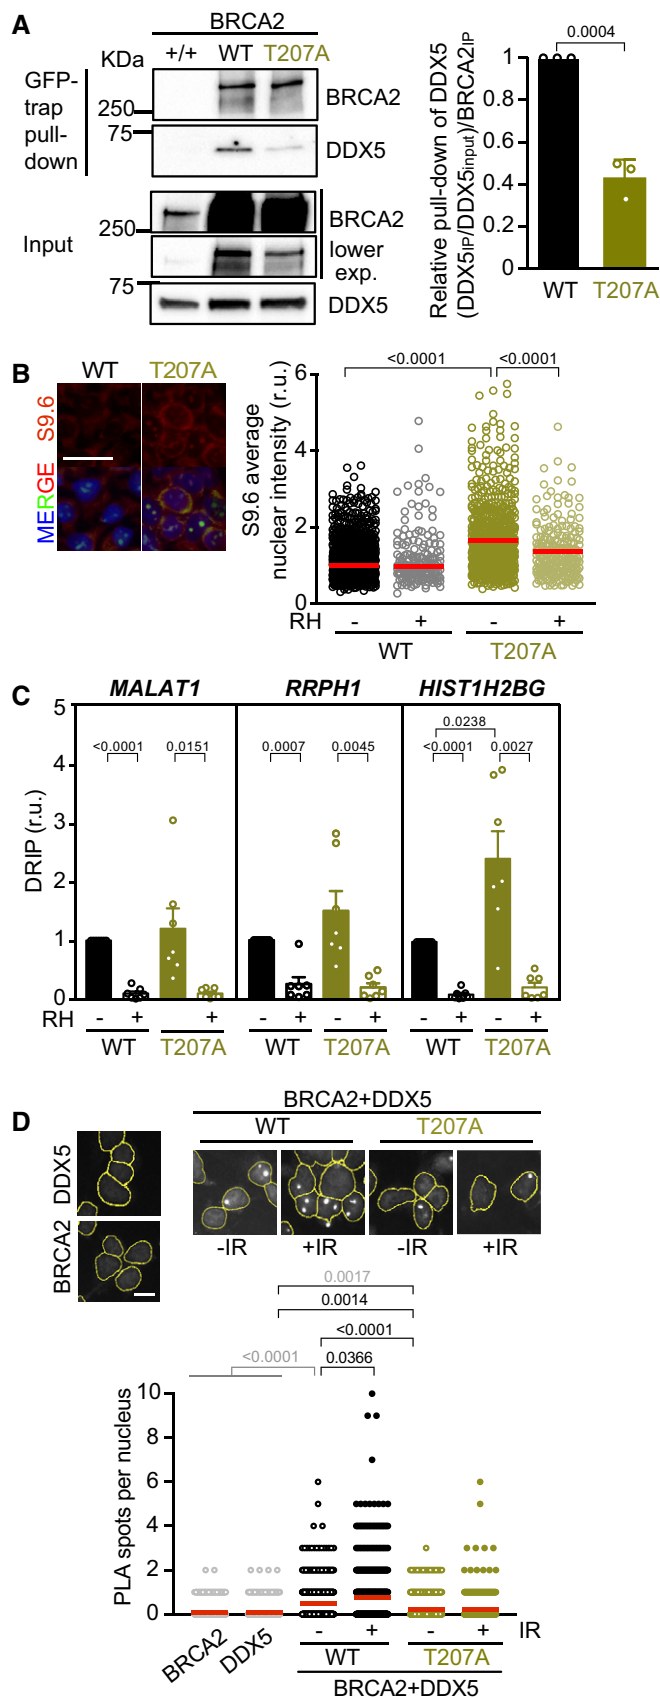 A
BRCA2
KDa
+/+ WT T207A
GFP-
trap
pull-
down
250
BRCA2
75
DDX5
Input
250
BRCA2
lower
exp.
75
DDX5
Relative pull-down of DDX5
(DDX5IP/DDX5input)/BRCA2IP
0.0004
1
0.8
0.6
0.4
0.2
0
WT T207A
B
WT T207A
S9.6
MERGE
S9.6 average
nuclear intensity (r.u.)
<0.0001 <0.0001
6
4
2
0
RH - + - +
WT T207A
C
MALAT1 RRPH1 HIST1H2BG
DRIP (r.u.)
5
4
3
2
1
0
<0.0001 0.0151 0.0007 0.0045 0.0238
<0.0001 0.0027
RH - + - + - + - +
WT T207A WT T207A WT T207A
D
DDX5
BRCA2
BRCA2+DDX5
WT T207A
-IR +IR -IR +IR
0.0017
0.0014
<0.0001
<0.0001 0.0366
PLA spots per nucleus
10
8
6
4
2
0
BRCA2 DDX5 - + - + IR
WT T207A
BRCA2+DDX5